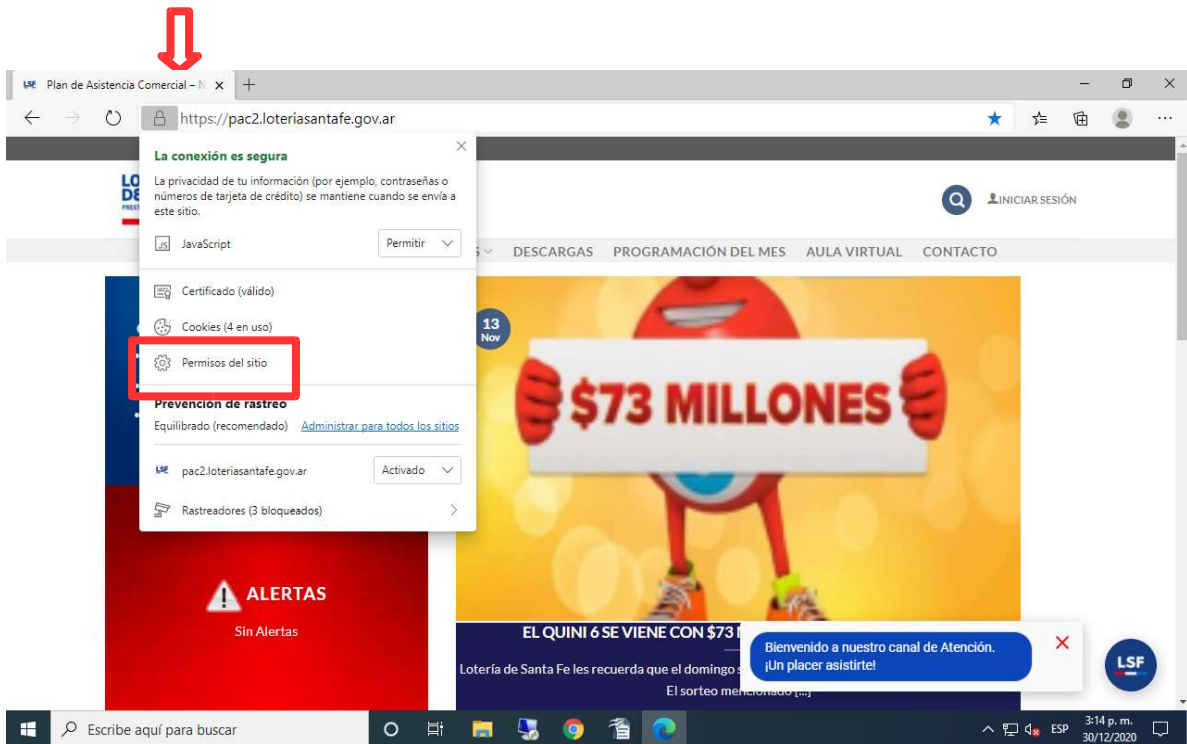 LSF Plan de Asistencia Comercial – N
https://pac2.loteriasantafe.gov.ar
La conexión es segura
La privacidad de tu información (por ejemplo, contraseñas o
números de tarjeta de crédito) se mantiene cuando se envía a
este sitio.
JS JavaScript Permitir
Certificado (válido)
Cookies (4 en uso)
Permisos del sitio
Prevención de rastreo
Equilibrado (recomendado) Administrar para todos los sitios
LSF pac2.loteriasantafe.gov.ar Activado
Rastreadores (3 bloqueados)
LO
DE
INICIAR SESIÓN
S DESCARGAS PROGRAMACIÓN DEL MES AULA VIRTUAL CONTACTO
13
Nov
$73 MILLONES
ALERTAS
Sin Alertas
EL QUINI 6 SE VIENE CON $73
Lotería de Santa Fe les recuerda que el domingo
El sorteo mencionado [...]
Bienvenido a nuestro canal de Atención.
¡Un placer asistirte!
LSF
Escribe aquí para buscar
ESP
3:14 p. m.
30/12/2020